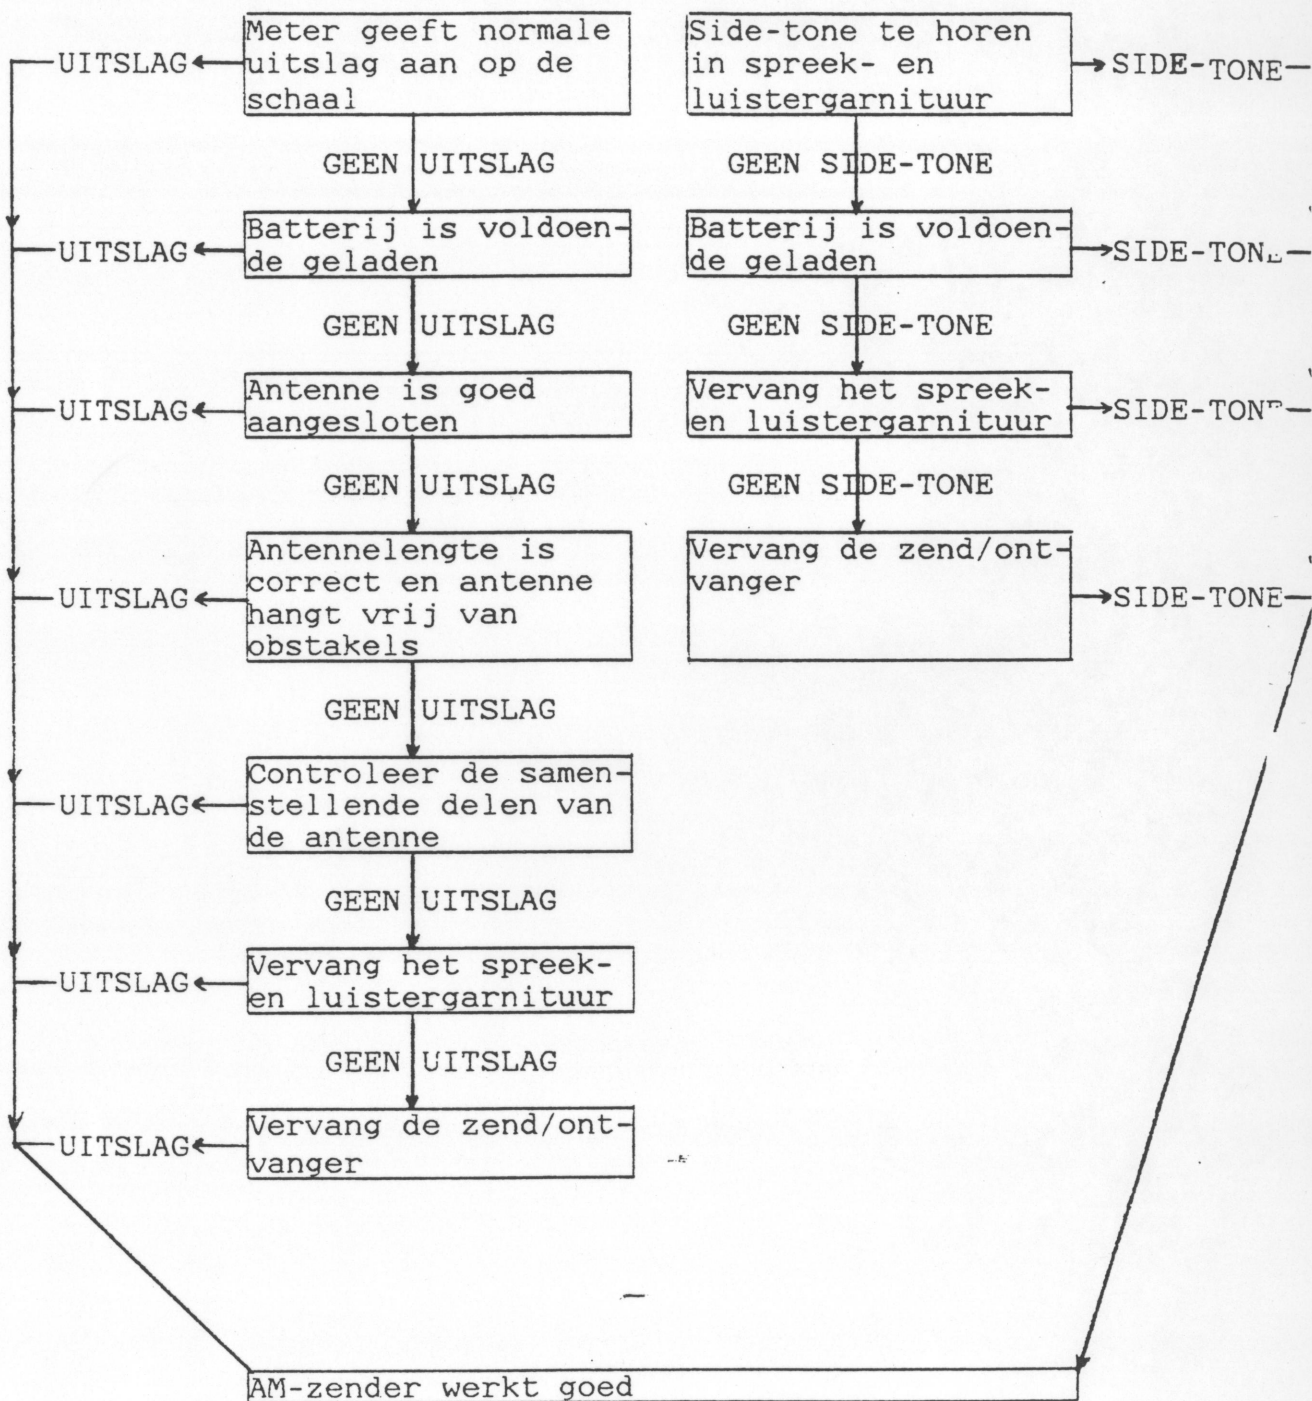 Meter geeft normale
uitslag aan op de
schaal
UITSLAG
GEEN UITSLAG
Batterij is voldoen-
de geladen
UITSLAG
GEEN UITSLAG
Antenne is goed
aangesloten
UITSLAG
GEEN UITSLAG
Antennelengte is
correct en antenne
hangt vrij van
obstakels
UITSLAG
GEEN UITSLAG
Controleer de samen-
stellende delen van
de antenne
UITSLAG
GEEN UITSLAG
Vervang het spreek-
en luistergarnituur
UITSLAG
GEEN UITSLAG
Vervang de zend/ont-
vanger
UITSLAG
Side-tone te horen
in spreek- en
luistergarnituur
SIDE-TONE
GEEN SIDE-TONE
Batterij is voldoen-
de geladen
SIDE-TONE
GEEN SIDE-TONE
Vervang het spreek-
en luistergarnituur
SIDE-TONE
GEEN SIDE-TONE
Vervang de zend/ont-
vanger
SIDE-TONE
AM-zender werkt goed